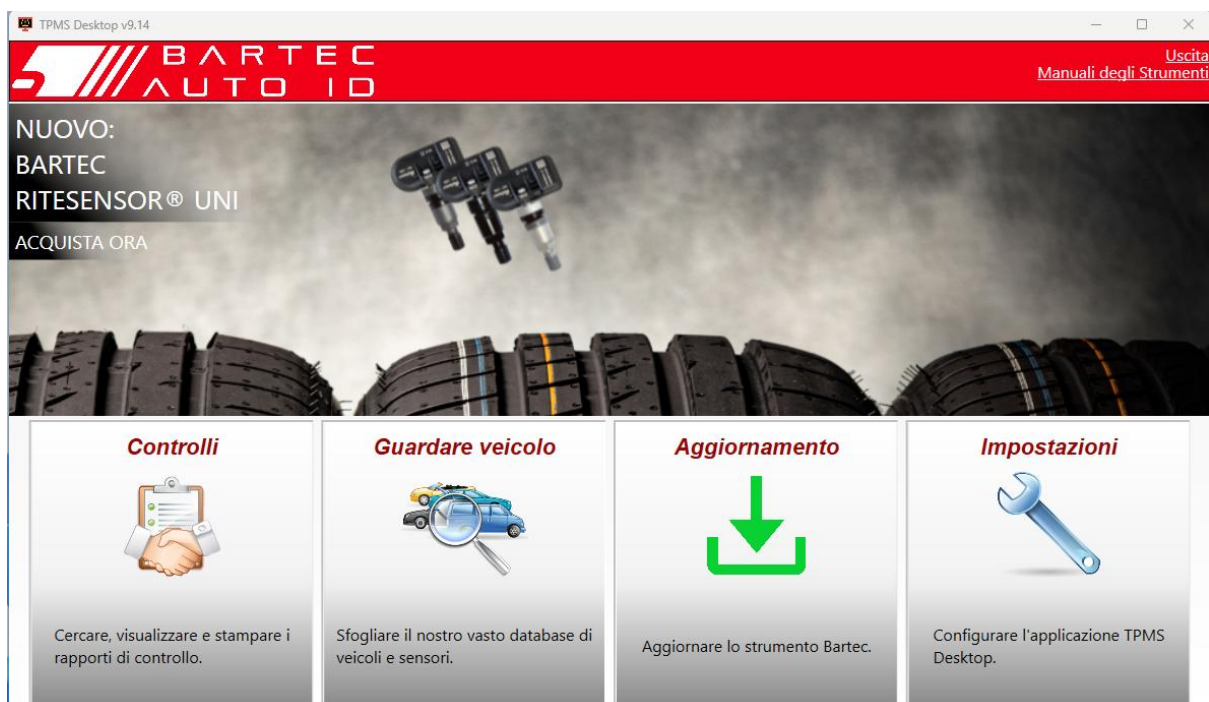 TPMS Desktop v9.14
BARTEC
AUTO ID
Uscita
Manuali degli Strumenti
NUOVO:
BARTEC
RITESENSOR® UNI
ACQUISTA ORA
Controlli
Cercare, visualizzare e stampare i
rapporti di controllo.
Guardare veicolo
Sfogliare il nostro vasto database di
veicoli e sensori.
Aggiornamento
Aggiornare lo strumento Bartec.
Impostazioni
Configurare l'applicazione TPMS
Desktop.